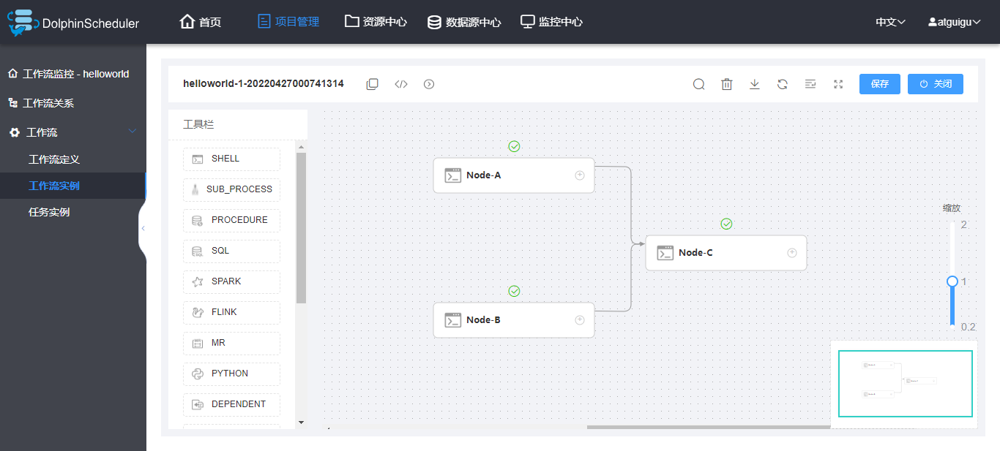 DolphinScheduler 首页 项目管理 资源中心 数据源中心 监控中心 中文 atguigu
工作流监控 - helloworld
工作流关系
工作流
工作流定义
工作流实例
任务实例
helloworld-1-20220427000741314 保存 关闭
工具栏
SHELL
SUB_PROCESS
PROCEDURE
SQL
SPARK
FLINK
MR
PYTHON
DEPENDENT
Node-A
Node-C
Node-B
缩放
2
1
0.2